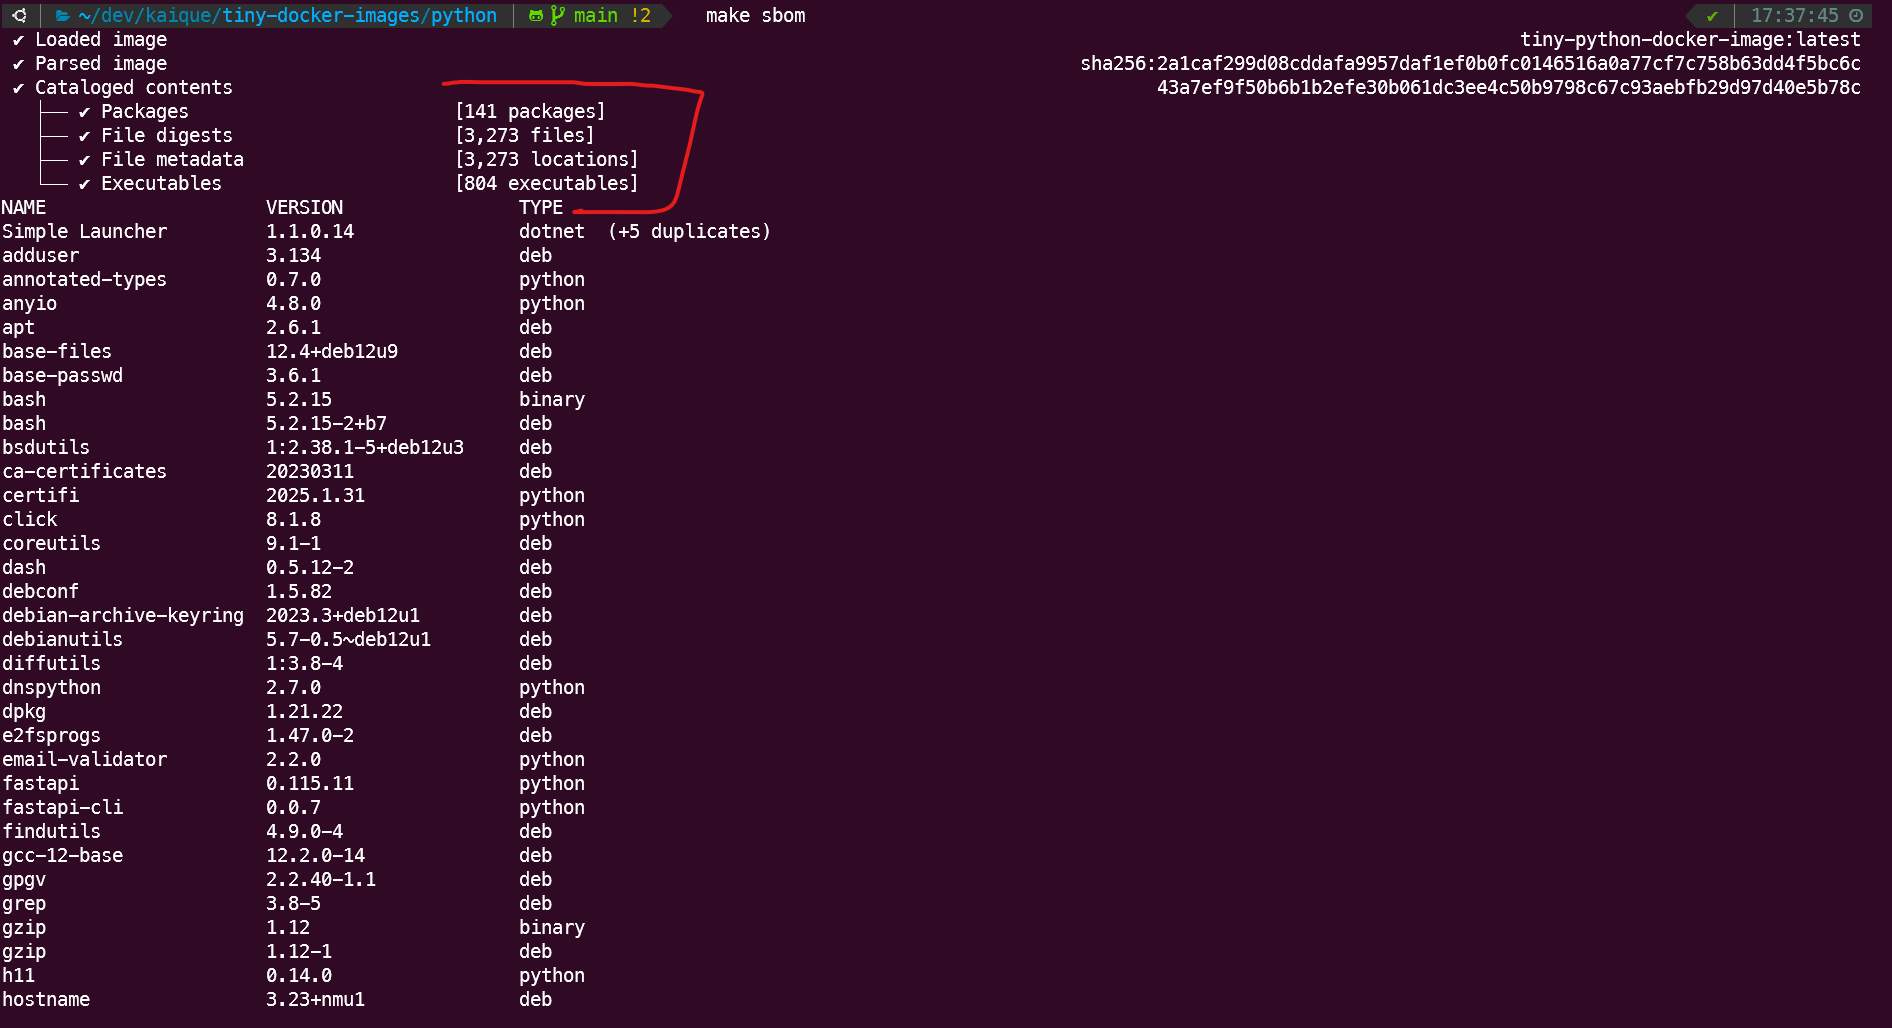 ~/dev/kaique/tiny-docker-images/python main !2 make sbom ✔ 17:37:45
✔ Loaded image tiny-python-docker-image:latest
✔ Parsed image sha256:2a1caf299d08cddafa9957daf1ef0b0fc0146516a0a77cf7c758b63dd4f5bc6c
✔ Cataloged contents 43a7ef9f50b6b1b2efe30b061dc3ee4c50b9798c67c93aebfb29d97d40e5b78c
├── ✔ Packages [141 packages]
├── ✔ File digests [3,273 files]
├── ✔ File metadata [3,273 locations]
└── ✔ Executables [804 executables]
NAME VERSION TYPE
Simple Launcher 1.1.0.14 dotnet (+5 duplicates)
adduser 3.134 deb
annotated-types 0.7.0 python
anyio 4.8.0 python
apt 2.6.1 deb
base-files 12.4+deb12u9 deb
base-passwd 3.6.1 deb
bash 5.2.15 binary
bash 5.2.15-2+b7 deb
bsdutils 1:2.38.1-5+deb12u3 deb
ca-certificates 20230311 deb
certifi 2025.1.31 python
click 8.1.8 python
coreutils 9.1-1 deb
dash 0.5.12-2 deb
debconf 1.5.82 deb
debian-archive-keyring 2023.3+deb12u1 deb
debianutils 5.7-0.5~deb12u1 deb
diffutils 1:3.8-4 deb
dnspython 2.7.0 python
dpkg 1.21.22 deb
e2fsprogs 1.47.0-2 deb
email-validator 2.2.0 python
fastapi 0.115.11 python
fastapi-cli 0.0.7 python
findutils 4.9.0-4 deb
gcc-12-base 12.2.0-14 deb
gpgv 2.2.40-1.1 deb
grep 3.8-5 deb
gzip 1.12 binary
gzip 1.12-1 deb
h11 0.14.0 python
hostname 3.23+nmu1 deb